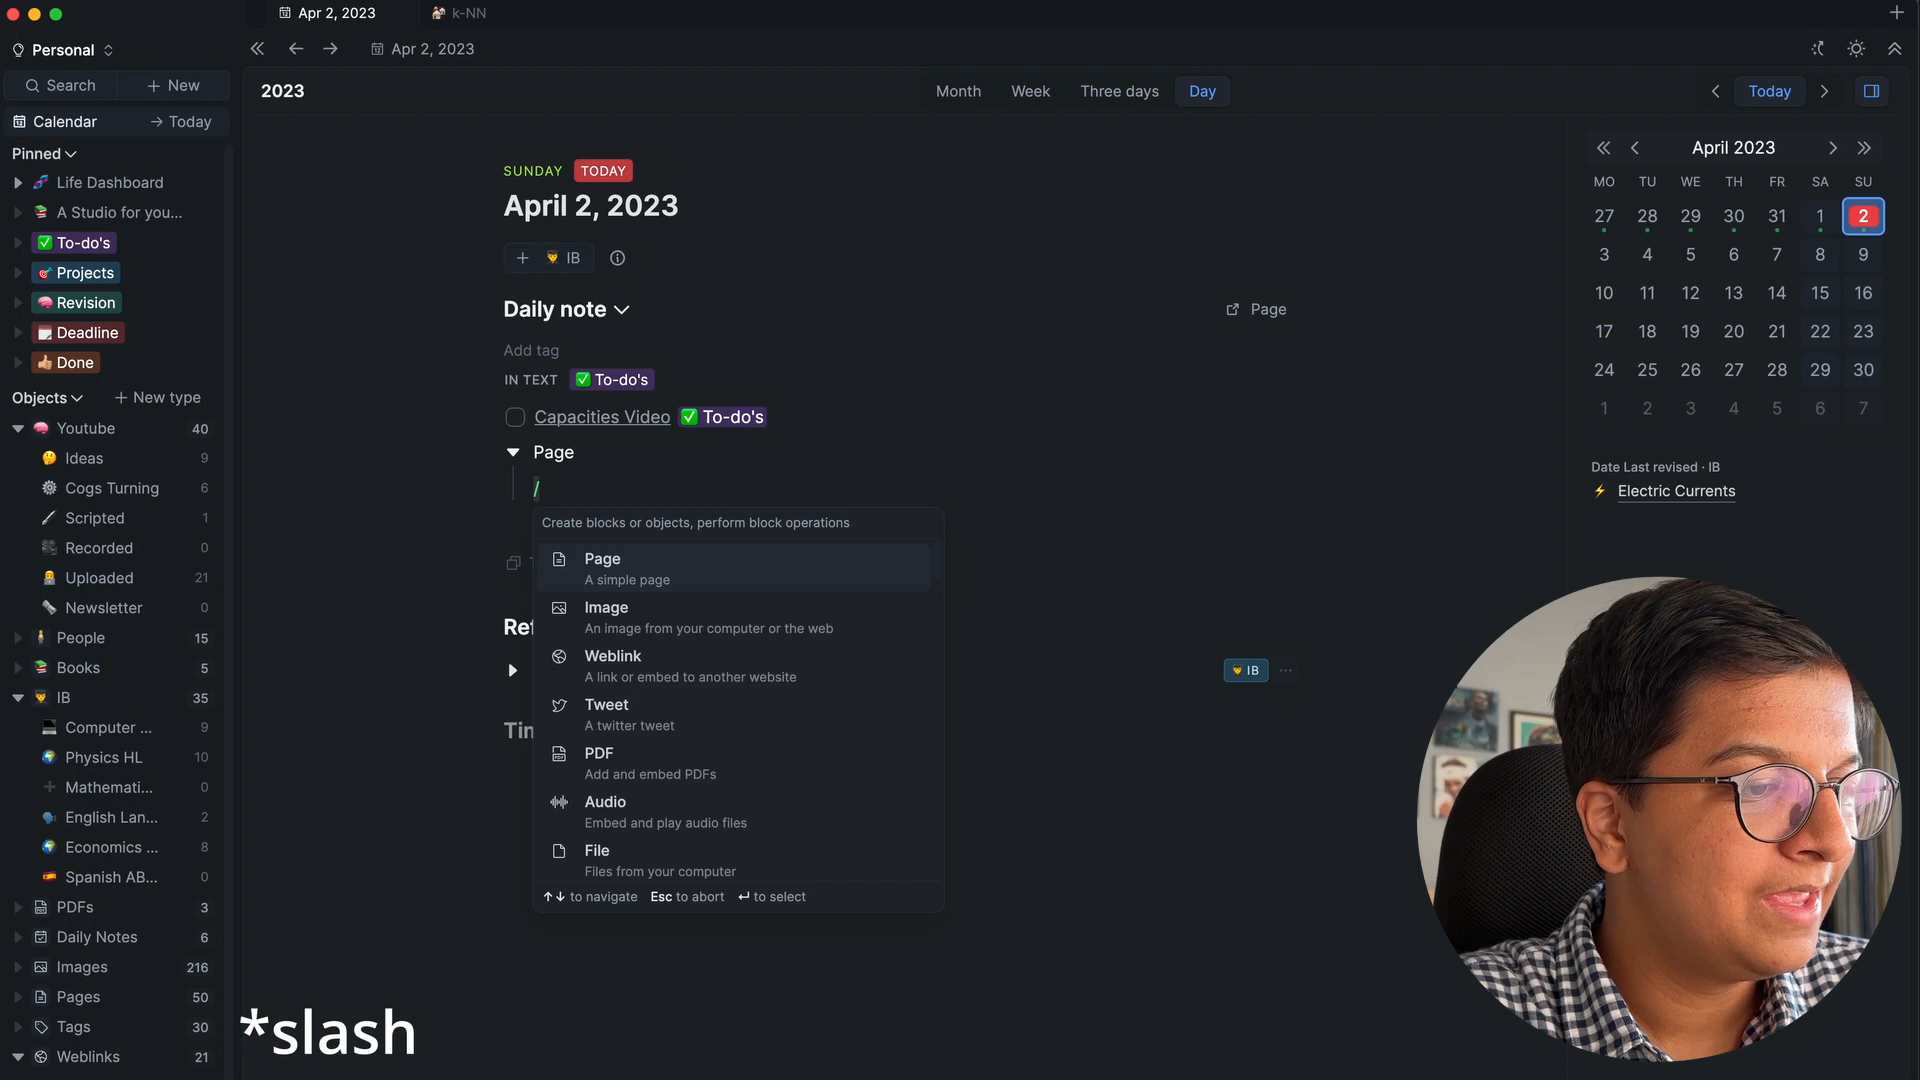 Apr 2, 2023
k-NN
Personal
Apr 2, 2023
Search
New
2023
Month
Week
Three days
Day
Today
Calendar
Today
Pinned
Life Dashboard
A Studio for you...
To-do's
Projects
Revision
Deadline
Done
Objects
New type
Youtube 40
Ideas 9
Cogs Turning 6
Scripted 1
Recorded 0
Uploaded 21
Newsletter 0
People 15
Books 5
IB 35
Computer ... 9
Physics HL 10
Mathemati... 0
English Lan... 2
Economics ... 8
Spanish AB... 0
PDFs 3
Daily Notes 6
Images 216
Pages 50
Tags 30
Weblinks 21
SUNDAY TODAY
April 2, 2023
IB
Daily note
Page
Add tag
IN TEXT To-do's
Capacities Video To-do's
Page
/
Create blocks or objects, perform block operations
Page
A simple page
Image
An image from your computer or the web
Weblink
A link or embed to another website
Tweet
A twitter tweet
PDF
Add and embed PDFs
Audio
Embed and play audio files
File
Files from your computer
↑↓ to navigate Esc to abort ↵ to select
Ref
IB
Tim
April 2023
MO TU WE TH FR SA SU
27 28 29 30 31 1 2
3 4 5 6 7 8 9
10 11 12 13 14 15 16
17 18 19 20 21 22 23
24 25 26 27 28 29 30
1 2 3 4 5 6 7
Date Last revised · IB
Electric Currents
*slash